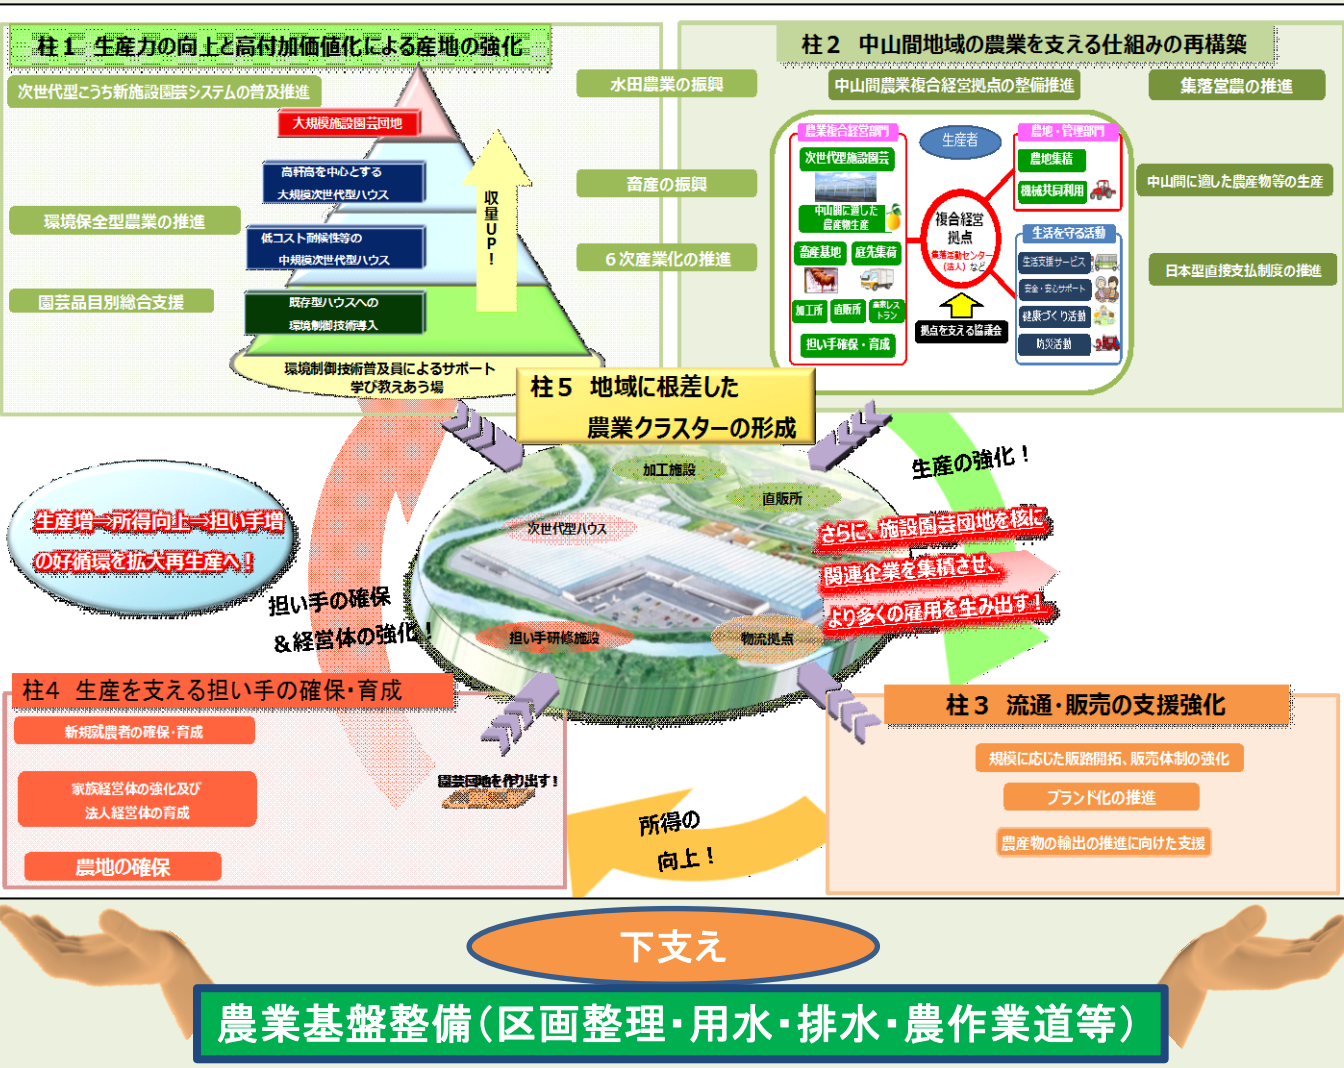 柱１ 生産力の向上と高付加価値化による産地の強化
次世代型こうち新施設園芸システムの普及推進
大規模施設園芸団地
高軒高を中心とする
大規模次世代型ハウス
環境保全型農業の推進
低コスト耐候性等の
中規模次世代型ハウス
園芸品目別総合支援
既存型ハウスへの
環境制御技術導入
収量UP！
環境制御技術普及員によるサポート
学び教えあう場
水田農業の振興
畜産の振興
６次産業化の推進
柱２ 中山間地域の農業を支える仕組みの再構築
中山間農業複合経営拠点の整備推進
集落営農の推進
中山間に適した農産物等の生産
日本型直接支払制度の推進
農業複合経営部門
次世代型施設園芸
中山間に適した
農産物生産
畜産基地
庭先集荷
加工所
直販所
農家レス
トラン
担い手確保・育成
生産者
複合経営
拠点
集落活動センター
（法人）など
拠点を支える協議会
農地・管理部門
農地集積
機械共同利用
生活を守る活動
生活支援サービス
安全・安心サポート
健康づくり活動
防災活動
柱５ 地域に根差した
農業クラスターの形成
加工施設
直販所
次世代型ハウス
担い手研修施設
物流拠点
生産の強化！
さらに、施設園芸団地を核に
関連企業を集積させ、
より多くの雇用を生み出す！
生産増→所得向上→担い手増
の好循環を拡大再生産へ！
担い手の確保
＆経営体の強化！
柱４ 生産を支える担い手の確保・育成
新規就農者の確保・育成
家族経営体の強化及び
法人経営体の育成
農地の確保
園芸団地を作り出す！
所得の
向上！
柱３ 流通・販売の支援強化
規模に応じた販路開拓、販売体制の強化
ブランド化の推進
農産物の輸出の推進に向けた支援
下支え
農業基盤整備（区画整理・用水・排水・農作業道等）